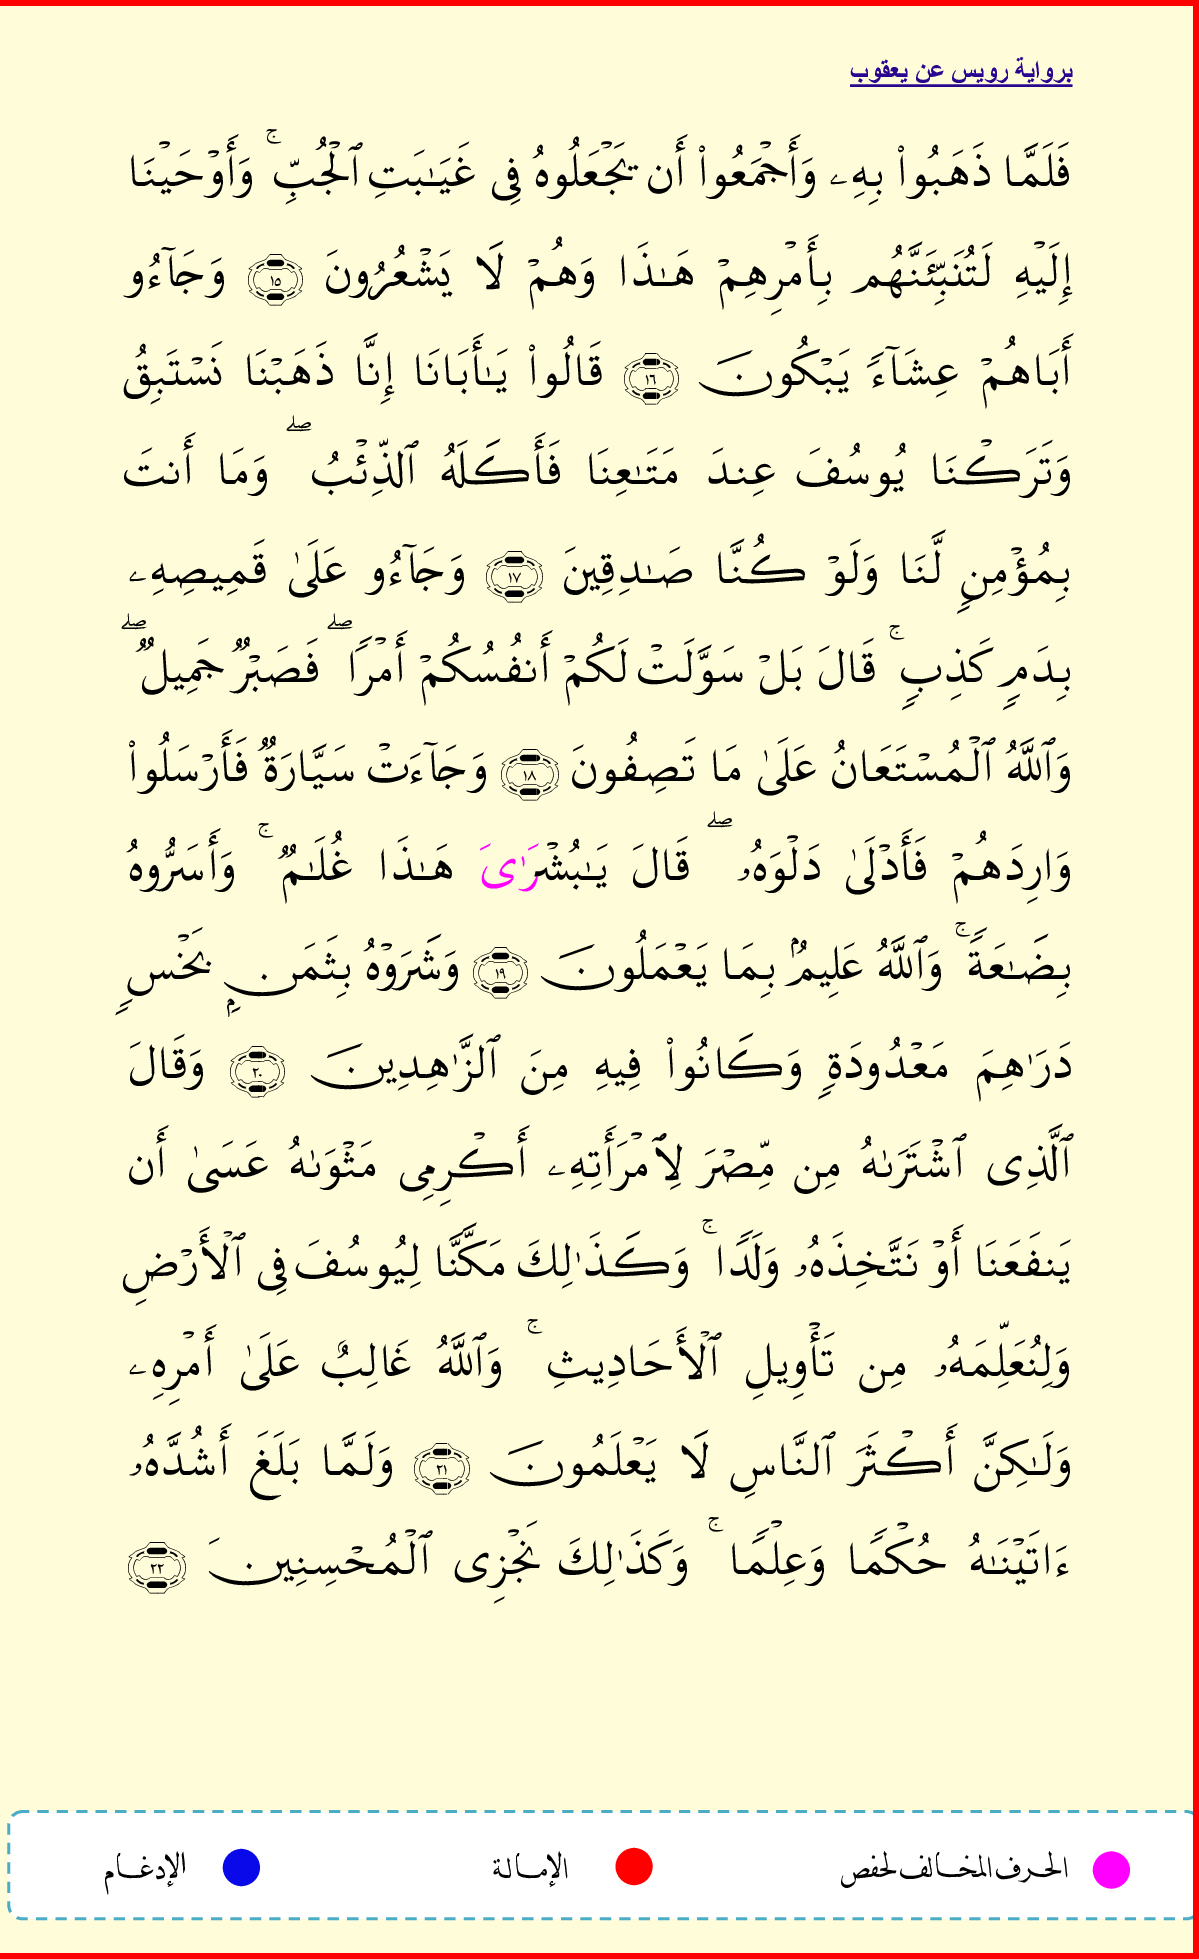 برواية رويس عن يعقوب
فَلَمَّا ذَهَبُوا۟ بِهِۦ وَأَجْمَعُوا۟ أَن يَجْعَلُوهُ فِى غَيَـٰبَتِ ٱلْجُبِّ ۚ وَأَوْحَيْنَا
إِلَيْهِ لَتُنَبِّئَنَّهُم بِأَمْرِهِمْ هَـٰذَا وَهُمْ لَا يَشْعُرُونَ ١٥ وَجَآءُو
أَبَاهُمْ عِشَآءً يَبْكُونَ ١٦ قَالُوا۟ يَـٰٓأَبَانَا إِنَّا ذَهَبْنَا نَسْتَبِقُ
وَتَرَكْنَا يُوسُفَ عِندَ مَتَـٰعِنَا فَأَكَلَهُ ٱلذِّئْبُ ۖ وَمَا أَنتَ
بِمُؤْمِنٍ لَّنَا وَلَوْ كُنَّا صَـٰدِقِينَ ١٧ وَجَآءُو عَلَىٰ قَمِيصِهِۦ
بِدَمٍ كَذِبٍ ۚ قَالَ بَلْ سَوَّلَتْ لَكُمْ أَنفُسُكُمْ أَمْرًا ۖ فَصَبْرٌ جَمِيلٌ ۖ
وَٱللَّهُ ٱلْمُسْتَعَانُ عَلَىٰ مَا تَصِفُونَ ١٨ وَجَآءَتْ سَيَّارَةٌ فَأَرْسَلُوا۟
وَارِدَهُمْ فَأَدْلَىٰ دَلْوَهُۥ ۖ قَالَ يَـٰبُشْرَٰىَ هَـٰذَا غُلَـٰمٌ ۚ وَأَسَرُّوهُ
بِضَـٰعَةً ۚ وَٱللَّهُ عَلِيمٌۢ بِمَا يَعْمَلُونَ ١٩ وَشَرَوْهُ بِثَمَنٍۭ بَخْسٍ
دَرَٰهِمَ مَعْدُودَةٍ وَكَانُوا۟ فِيهِ مِنَ ٱلزَّٰهِدِينَ ٢٠ وَقَالَ
ٱلَّذِى ٱشْتَرَىٰهُ مِن مِّصْرَ لِٱمْرَأَتِهِۦ أَكْرِمِى مَثْوَىٰهُ عَسَىٰ أَن
يَنفَعَنَا أَوْ نَتَّخِذَهُۥ وَلَدًا ۚ وَكَذَٰلِكَ مَكَّنَّا لِيُوسُفَ فِى ٱلْأَرْضِ
وَلِنُعَلِّمَهُۥ مِن تَأْوِيلِ ٱلْأَحَادِيثِ ۚ وَٱللَّهُ غَالِبٌ عَلَىٰ أَمْرِهِۦ
وَلَـٰكِنَّ أَكْثَرَ ٱلنَّاسِ لَا يَعْلَمُونَ ٢١ وَلَمَّا بَلَغَ أَشُدَّهُۥ
ءَاتَيْنَـٰهُ حُكْمًا وَعِلْمًا ۚ وَكَذَٰلِكَ نَجْزِى ٱلْمُحْسِنِينَ ٢٢
الحرف المخالف لحفص الإمالة الإدغام